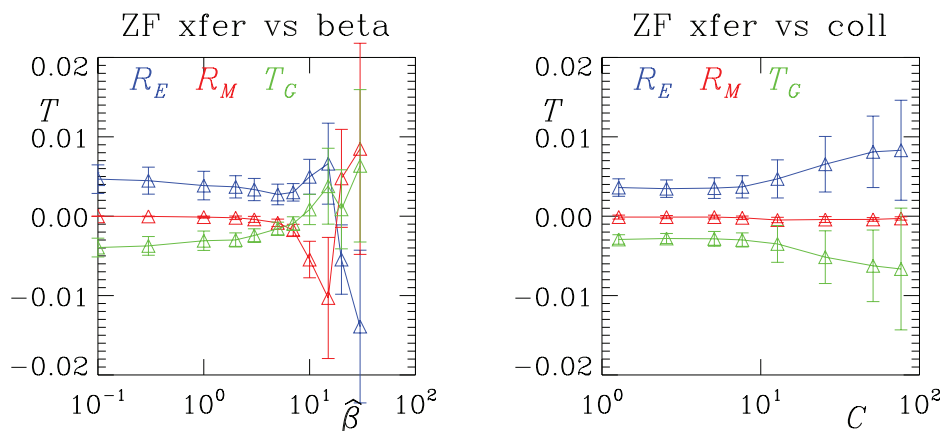 ZF xfer vs beta
0.02
R_E R_M T_G
T
0.01
0.00
−0.01
−0.02
10^-1 10^0 10^1 10^2
β̂
ZF xfer vs coll
0.02
R_E R_M T_G
T
0.01
0.00
−0.01
−0.02
10^0 10^1 10^2
C